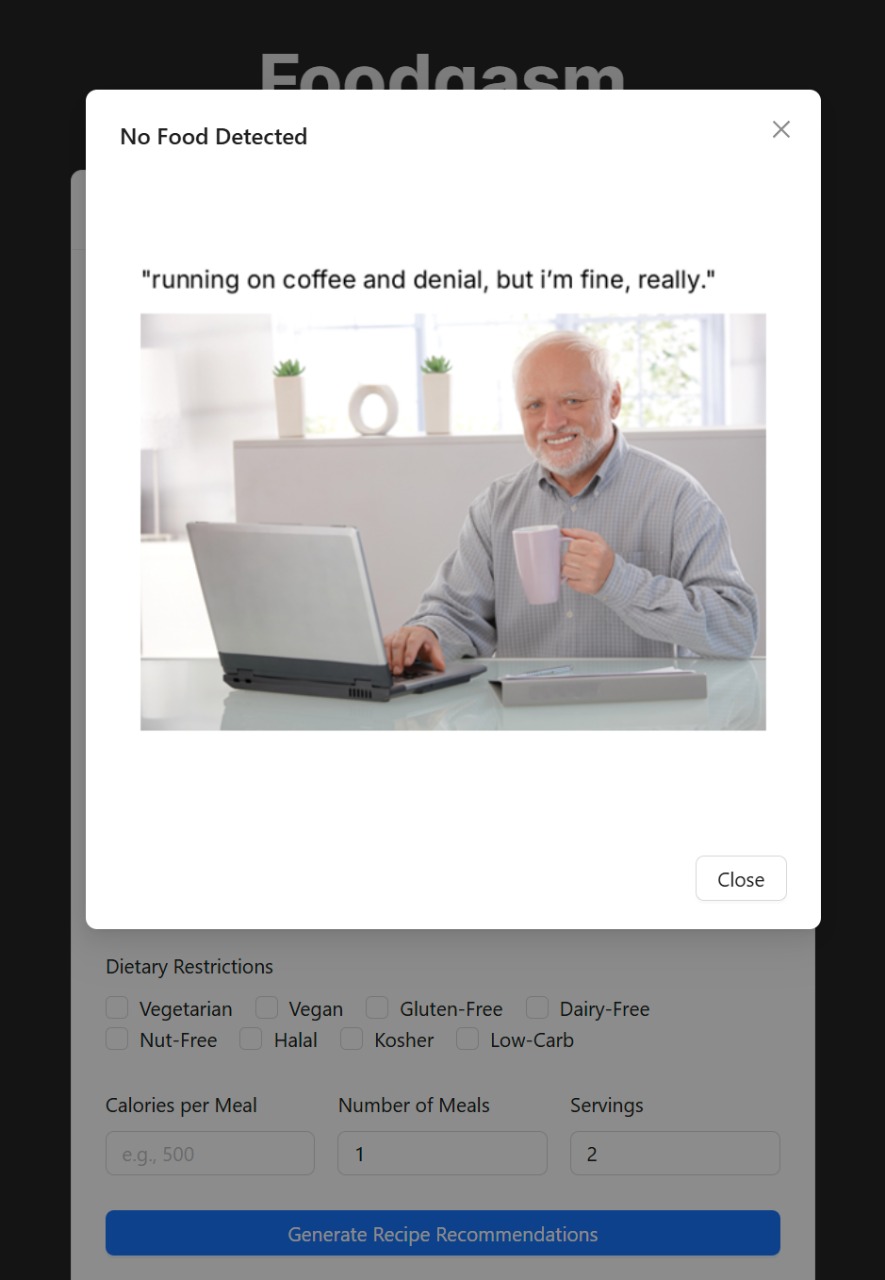 Foodgasm
No Food Detected
"running on coffee and denial, but i’m fine, really."
Close
Dietary Restrictions
Vegetarian Vegan Gluten-Free Dairy-Free
Nut-Free Halal Kosher Low-Carb
Calories per Meal Number of Meals Servings
e.g., 500 1 2
Generate Recipe Recommendations